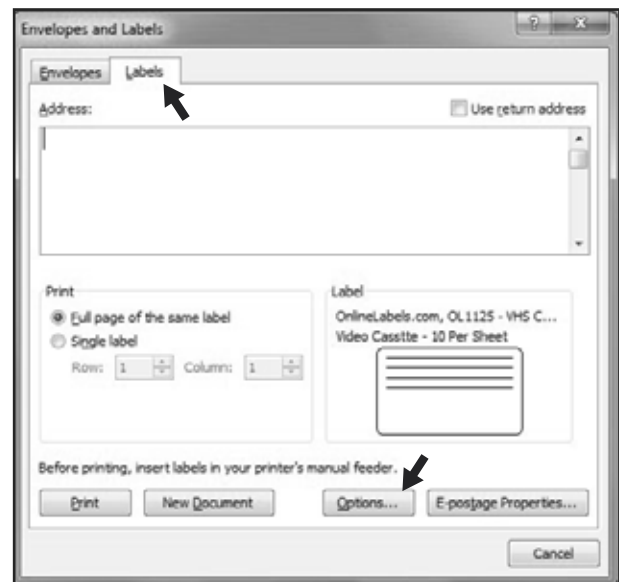 Envelopes and Labels
Envelopes Labels
Address: Use return address
Print
Full page of the same label
Single label
Row: 1 Column: 1
Label
OnlineLabels.com, OL1125 - VHS C...
Video Casstte - 10 Per Sheet
Before printing, insert labels in your printer's manual feeder.
Print New Document Options... E-postage Properties...
Cancel